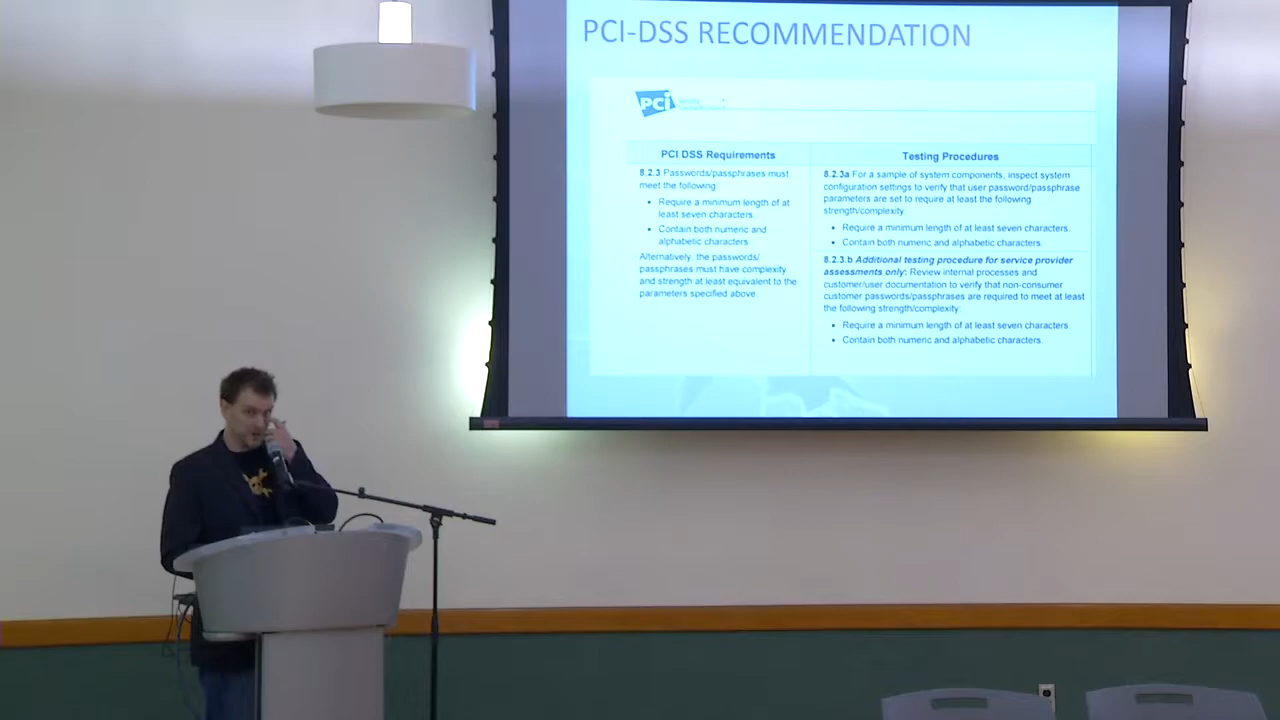 PCI-DSS RECOMMENDATION
PCI
PCI DSS Requirements
8.2.3 Passwords/passphrases must
meet the following:
• Require a minimum length of at
least seven characters.
• Contain both numeric and
alphabetic characters.
Alternatively, the passwords/
passphrases must have complexity
and strength at least equivalent to the
parameters specified above.
Testing Procedures
8.2.3a For a sample of system components, inspect system
configuration settings to verify that user password/passphrase
parameters are set to require at least the following
strength/complexity:
• Require a minimum length of at least seven characters.
• Contain both numeric and alphabetic characters.
8.2.3.b Additional testing procedure for service provider
assessments only: Review internal processes and
customer/user documentation to verify that non-consumer
customer passwords/passphrases are required to meet at least
the following strength/complexity:
• Require a minimum length of at least seven characters.
• Contain both numeric and alphabetic characters.